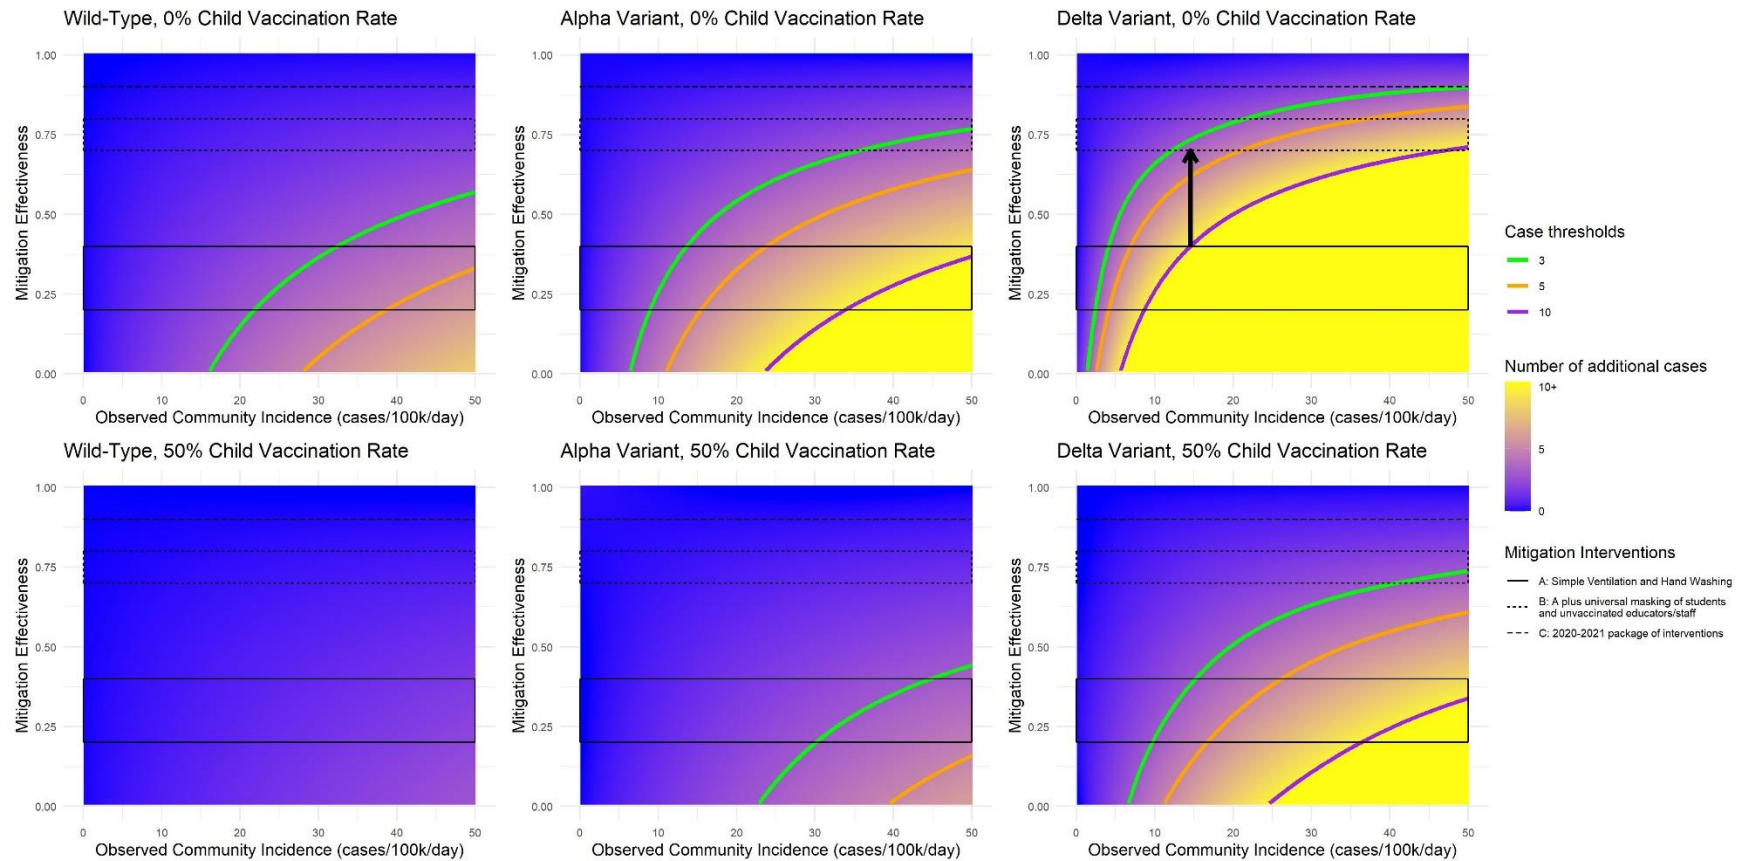 Wild-Type, 0% Child Vaccination Rate
Mitigation Effectiveness
1.00
0.75
0.50
0.25
0.00
0 10 20 30 40 50
Observed Community Incidence (cases/100k/day)
Alpha Variant, 0% Child Vaccination Rate
Mitigation Effectiveness
1.00
0.75
0.50
0.25
0.00
0 10 20 30 40 50
Observed Community Incidence (cases/100k/day)
Delta Variant, 0% Child Vaccination Rate
Mitigation Effectiveness
1.00
0.75
0.50
0.25
0.00
0 10 20 30 40 50
Observed Community Incidence (cases/100k/day)
Wild-Type, 50% Child Vaccination Rate
Mitigation Effectiveness
1.00
0.75
0.50
0.25
0.00
0 10 20 30 40 50
Observed Community Incidence (cases/100k/day)
Alpha Variant, 50% Child Vaccination Rate
Mitigation Effectiveness
1.00
0.75
0.50
0.25
0.00
0 10 20 30 40 50
Observed Community Incidence (cases/100k/day)
Delta Variant, 50% Child Vaccination Rate
Mitigation Effectiveness
1.00
0.75
0.50
0.25
0.00
0 10 20 30 40 50
Observed Community Incidence (cases/100k/day)
Case thresholds
3
5
10
Number of additional cases
10+
5
0
Mitigation Interventions
A: Simple Ventilation and Hand Washing
B: A plus universal masking of students
and unvaccinated educators/staff
C: 2020-2021 package of interventions